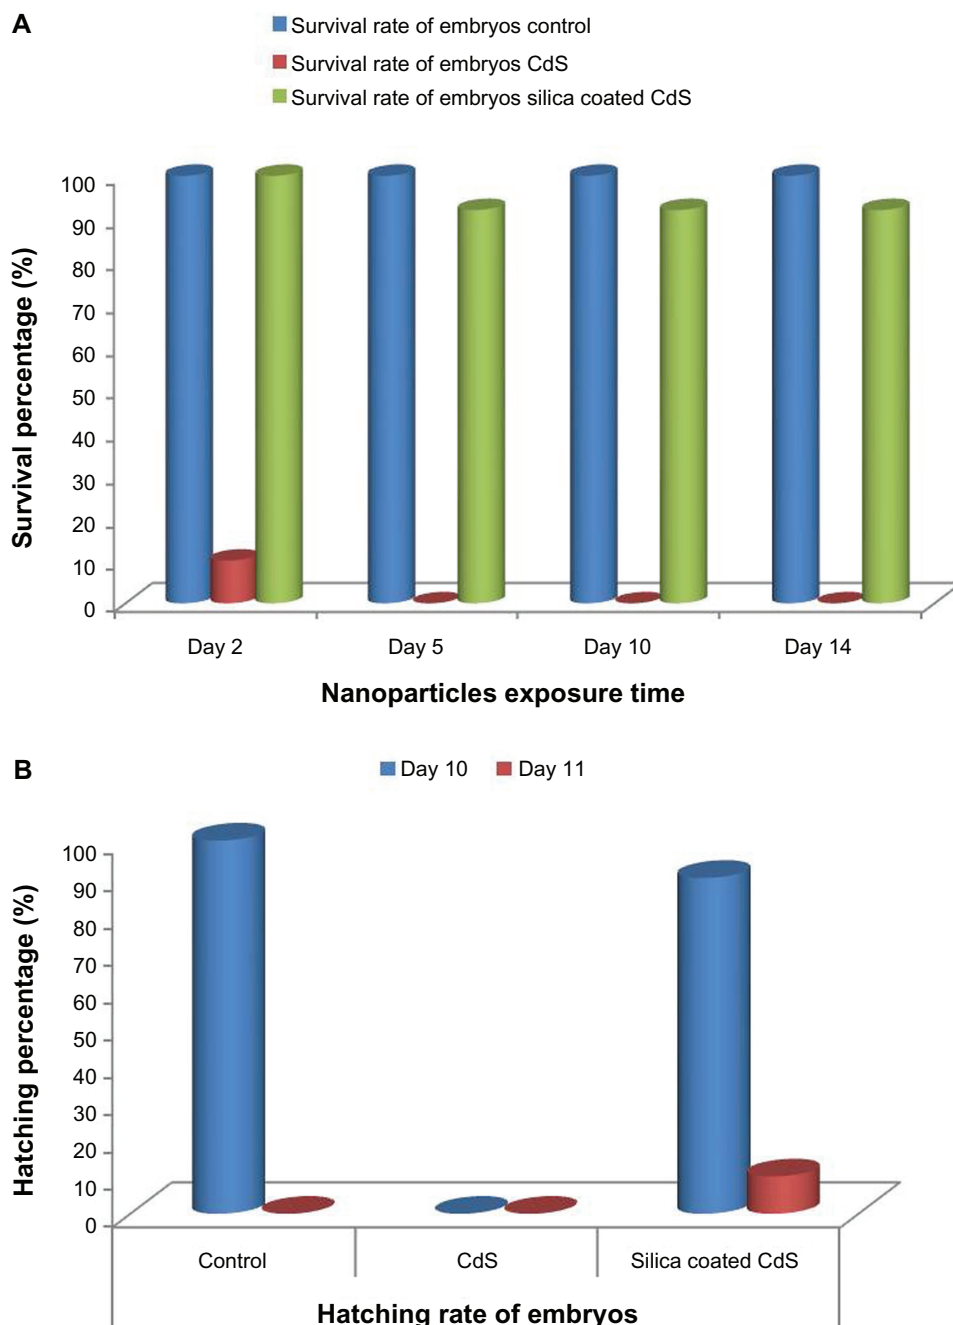 A
Survival rate of embryos control
Survival rate of embryos CdS
Survival rate of embryos silica coated CdS
Survival percentage (%)
100
90
80
70
60
50
40
30
20
10
0
Day 2 Day 5 Day 10 Day 14
Nanoparticles exposure time
B
Day 10 Day 11
Hatching percentage (%)
100
90
80
70
60
50
40
30
20
10
0
Control CdS Silica coated CdS
Hatching rate of embryos